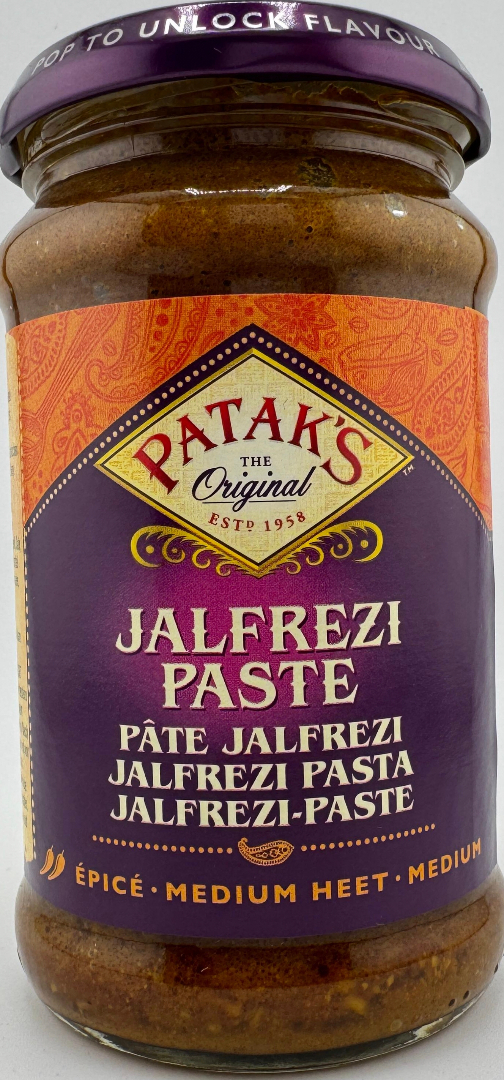 POP TO UNLOCK FLAVOUR
PATAK'S
THE
Original
ESTD 1958
™
JALFREZI
PASTE
PÂTE JALFREZI
JALFREZI PASTA
JALFREZI-PASTE
ÉPICÉ · MEDIUM HEET · MEDIUM